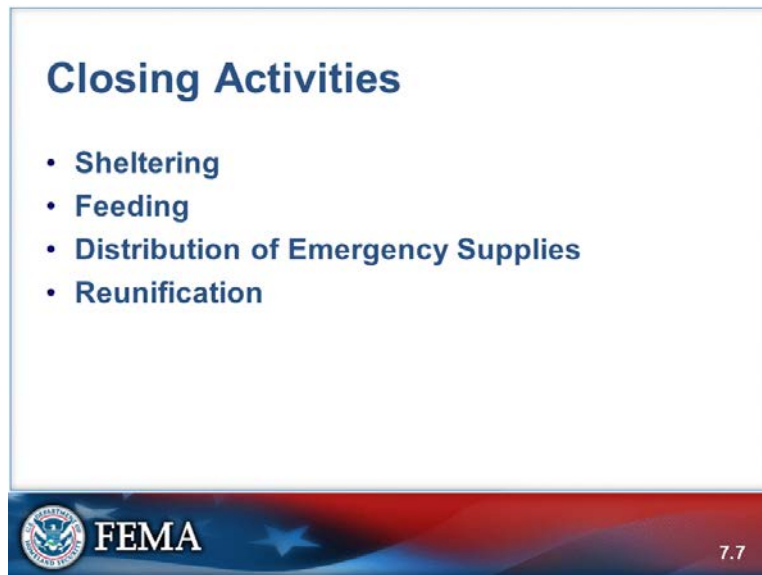 Closing Activities
• Sheltering
• Feeding
• Distribution of Emergency Supplies
• Reunification
FEMA
7.7